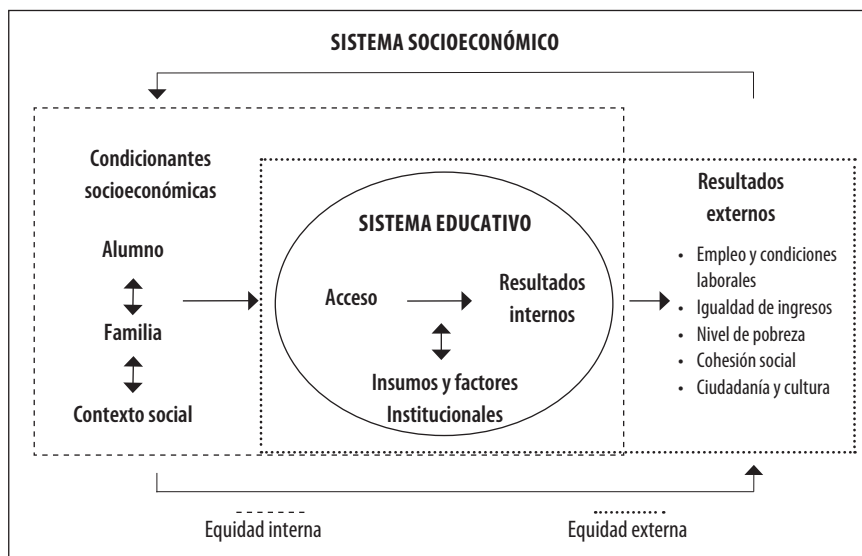 SISTEMA SOCIOECONÓMICO
Condicionantes
socioeconómicas
Alumno
Familia
Contexto social
SISTEMA EDUCATIVO
Acceso
Resultados
internos
Insumos y factores
Institucionales
Resultados
externos
• Empleo y condiciones
laborales
• Igualdad de ingresos
• Nivel de pobreza
• Cohesión social
• Ciudadanía y cultura
Equidad interna
Equidad externa